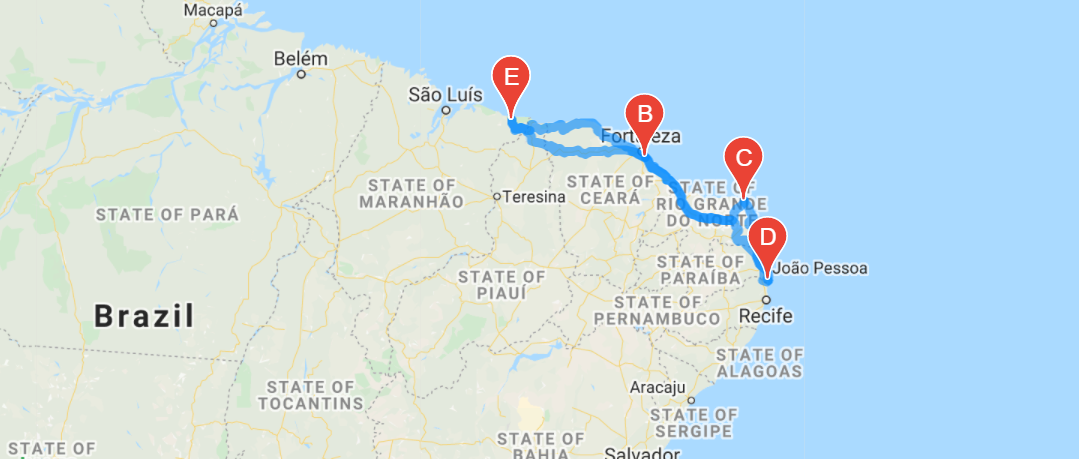 Macapá
Belém
São Luís
E
B
Fortaleza
C
STATE OF
MARANHÃO
Teresina
STATE OF
CEARÁ
STATE OF
RIO GRANDE
DO NORTE
STATE OF PARÁ
D
João Pessoa
STATE OF
PARAÍBA
STATE OF
PIAUÍ
Brazil
STATE OF
PERNAMBUCO
Recife
STATE OF
ALAGOAS
STATE OF
TOCANTINS
Aracaju
STATE OF
SERGIPE
STATE OF
BAHIA
Salvador
STATE OF